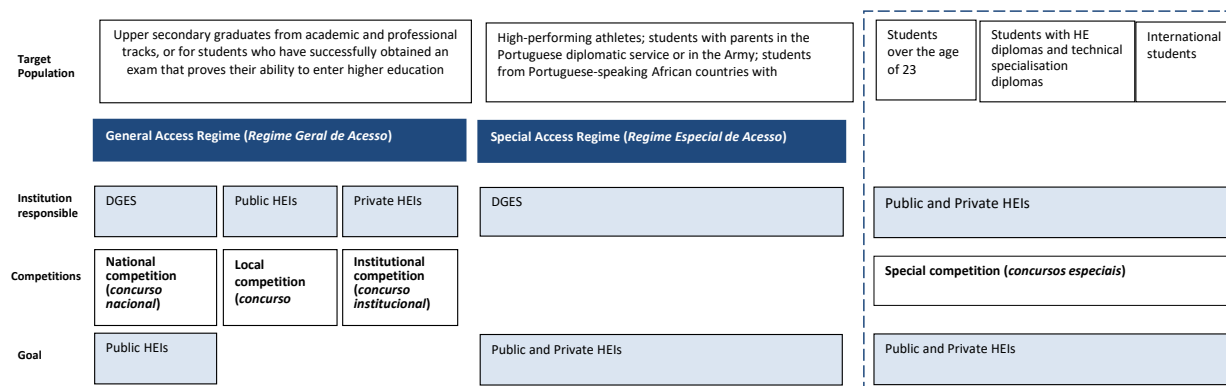 Target
Population
Upper secondary graduates from academic and professional
tracks, or for students who have successfully obtained an
exam that proves their ability to enter higher education
High-performing athletes; students with parents in the
Portuguese diplomatic service or in the Army; students
from Portuguese-speaking African countries with
Students
over the age
of 23
Students with HE
diplomas and technical
specialisation
diplomas
International
students
General Access Regime (Regime Geral de Acesso)
Special Access Regime (Regime Especial de Acesso)
Institution
responsible
DGES
Public HEIs
Private HEIs
DGES
Public and Private HEIs
Competitions
National
competition
(concurso
nacional)
Local
competition
(concurso
Institutional
competition
(concurso
institucional)
Special competition (concursos especiais)
Goal
Public HEIs
Public and Private HEIs
Public and Private HEIs